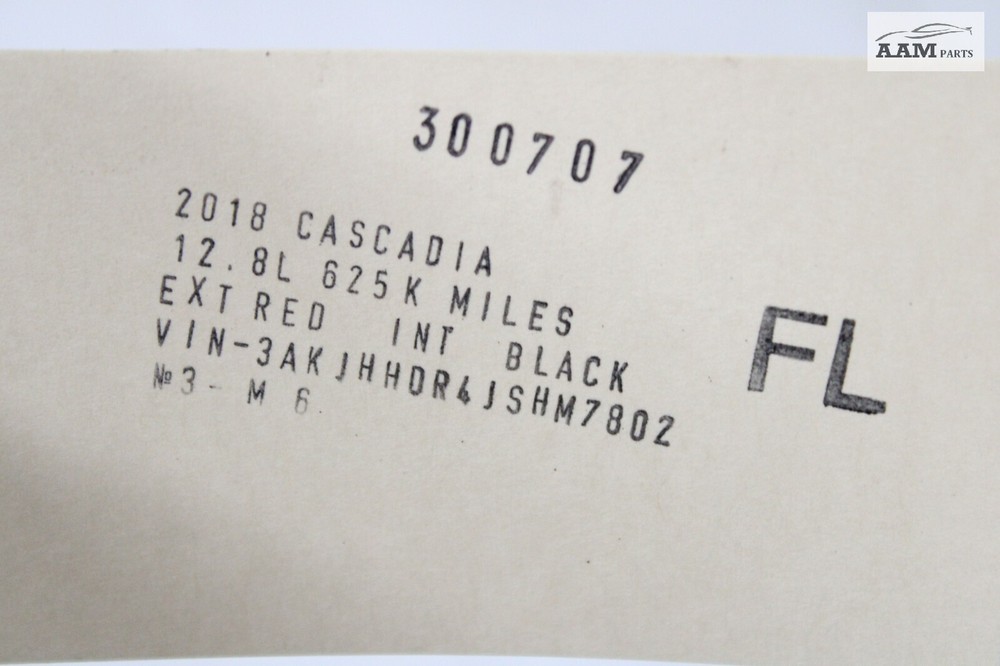 AAM PARTS
300707
2018 CASCADIA
12.8L 625K MILES
EXT RED INT BLACK
VIN-3AKJHHDR4JSHM7802
№3- M 6
FL